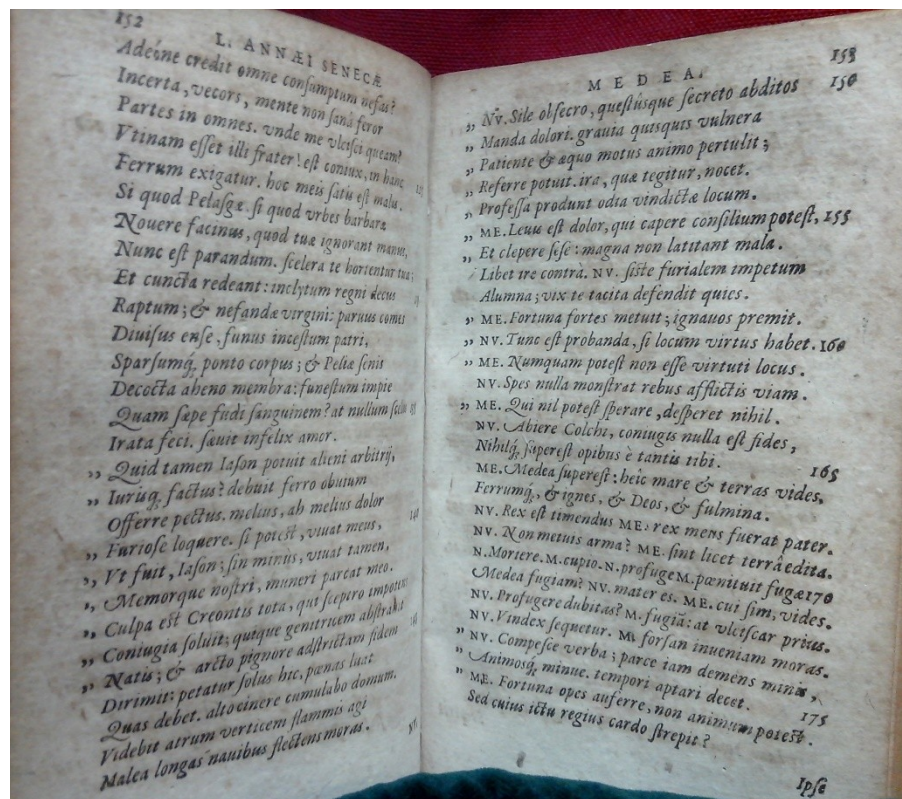 152
L. ANNÆI SENECÆ
Adeóne credit omne consumptum nefas?
Incerta, vecors, mente non sanâ feror
Partes in omnes. vnde me vlcisci queam?
Vtinam esset illi frater! est coniux, in hanc
Ferrum exigatur. hoc meis satis est malis.
Si quod Pelasgæ. si quod vrbes barbaræ
Nouere facinus, quod tuæ ignorant manus,
Nunc est parandum. scelera te hortentur tua;
Et cuncta redeant: inclytum regni decus
Raptum; & nefandæ virginis paruus comes
Diuisus ense, funus incestum patri,
Sparsumq́ ponto corpus; & Peliæ senis
Decocta aheno membra: funestum impie
Quam sæpe fudi sanguinem? at nullum scelus
Irata feci. sæuit infelix amor.
„ Quid tamen Iason potuit alieni arbitrij,
„ Iurisq́ factus? debuit ferro obuium
Offerre pectus. melius, ah melius dolor
„ Furiose loquere. si potest, viuat meus,
„ Vt fuit, Iason; sin minus, viuat tamen,
„ Memorque nostri, muneri parcat meo.
„ Culpa est Creontis tota, qui sceptro impotens
„ Coniugia soluit; quique genitricem abstrahit
„ Natis; & arcto pignore adstrictam fidem
Dirimit; petatur solus hic. pœnas luat
Quas debet. alto cinere cumulabo domum.
Videbit atrum verticem flammis agi
Malea longas nauibus flectens moras.
NV.
153
MEDEA.
„ NV. Sile obsecro, questúsque secreto abditos 150
„ Manda dolori. grauia quisquis vulnera
„ Patiente & æquo motus animo pertulit;
„ Referre potuit. ira, quæ tegitur, nocet.
„ Professa produnt odia vindictæ locum.
„ ME. Leuis est dolor, qui capere consilium potest, 155
„ Et clepere sese: magna non latitant mala.
Libet ire contrà. NV. siste furialem impetum
Alumna; vix te tacita defendit quies.
„ ME. Fortuna fortes metuit; ignauos premit.
„ NV. Tunc est probanda, si locum virtus habet. 160
„ ME. Numquam potest non esse virtuti locus.
NV. Spes nulla monstrat rebus afflictis viam.
„ ME. Qui nil potest sperare, desperet nihil.
NV. Abiere Colchi, coniugis nulla est fides,
Nihilq́ superest opibus è tantis tibi. 165
ME. Medea superest: hîc mare & terras vides,
Ferrumq́, & ignes, & Deos, & fulmina.
NV. Rex est timendus ME. rex meus fuerat pater.
NV. Non metuis arma? ME. sint licet terrâ edita.
N. Moriere. M. cupio. N. profuge M. pœnituit fugæ 170
Medea fugiam? NV. mater es. ME. cui sim, vides.
NV. Profugere dubitas? M. fugiã: at vlciscar prius.
NV. Vindex sequetur. M. forsan inueniam moras.
„ NV. Compesce verba; parce iam demens minis,
„ Animosq́ minue. tempori aptari decet. 175
„ ME. Fortuna opes auferre, non animum potest.
Sed cuius ictu regius cardo strepit?
Ipse